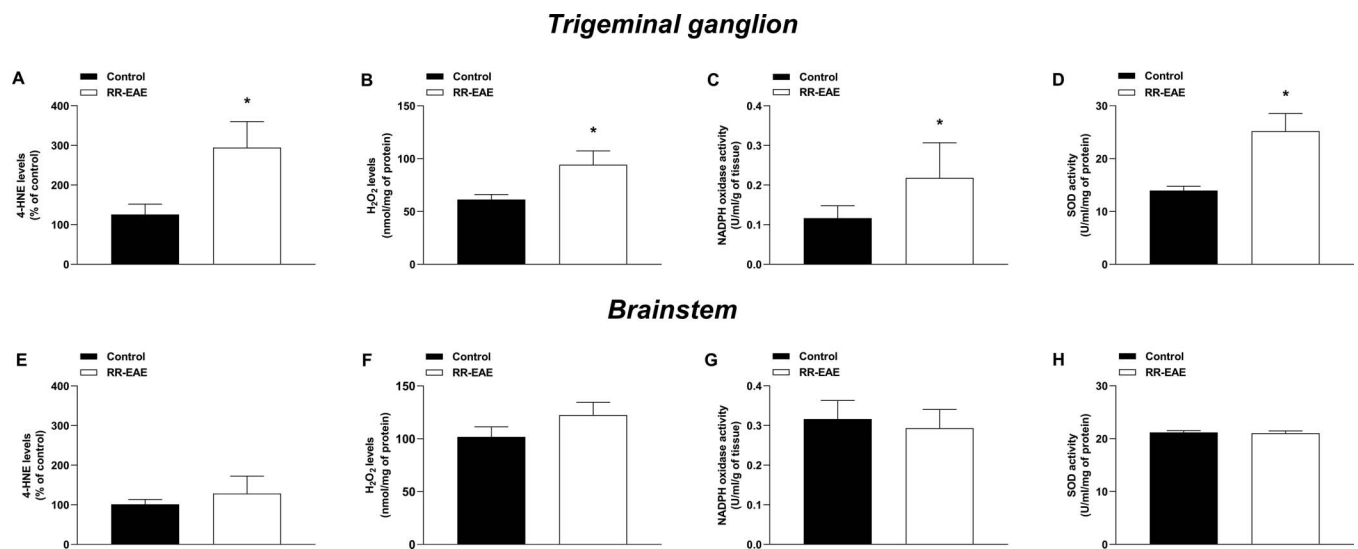 Trigeminal ganglion
A
Control
RR-EAE
4-HNE levels
(% of control)
400
300
200
100
0
*
B
Control
RR-EAE
H₂O₂ levels
(nmol/mg of protein)
150
100
50
0
*
C
Control
RR-EAE
NADPH oxidase activity
(U/ml/g of tissue)
0.4
0.3
0.2
0.1
0.0
*
D
Control
RR-EAE
SOD activity
(U/ml/mg of protein)
30
20
10
0
*
Brainstem
E
Control
RR-EAE
4-HNE levels
(% of control)
400
300
200
100
0
F
Control
RR-EAE
H₂O₂ levels
(nmol/mg of protein)
150
100
50
0
G
Control
RR-EAE
NADPH oxidase activity
(U/ml/g of tissue)
0.4
0.3
0.2
0.1
0.0
H
Control
RR-EAE
SOD activity
(U/ml/mg of protein)
30
20
10
0